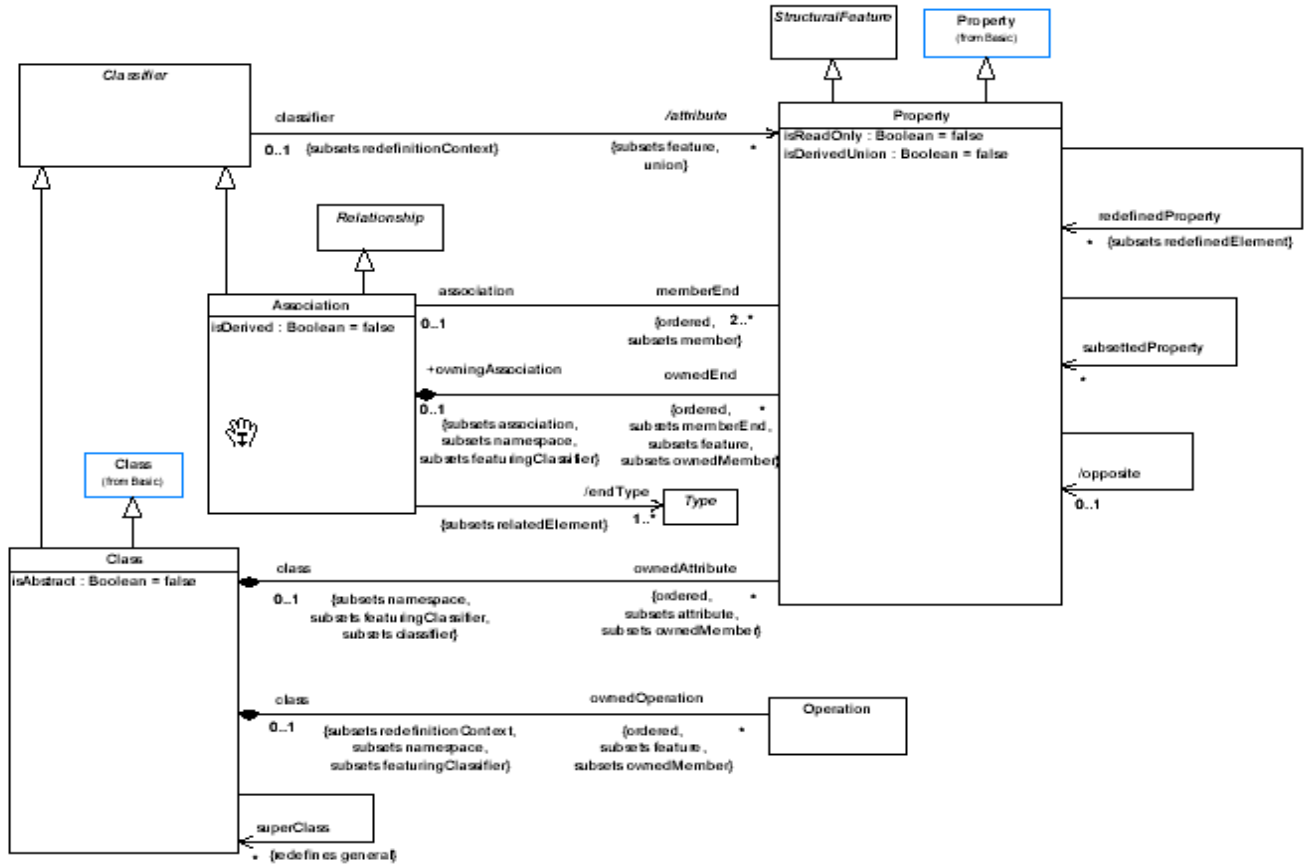 StructuralFeature
Property
(from Basic)
Classifier
classifier
/attribute
0..1
{subsets redefinitionContext}
{subsets feature,
union}
*
Property
isReadOnly : Boolean = false
isDerivedUnion : Boolean = false
redefinedProperty
* {subsets redefinedElement}
Relationship
Association
isDerived : Boolean = false
association
memberEnd
0..1
{ordered,
subsets member}
2..*
+owningAssociation
ownedEnd
0..1
{subsets association,
subsets namespace,
subsets featuringClassifier}
{ordered,
subsets memberEnd,
subsets feature,
subsets ownedMember}
*
subsettedProperty
*
/opposite
0..1
/endType
{subsets relatedElement}
1..*
Type
Class
(from Basic)
Class
isAbstract : Boolean = false
class
ownedAttribute
0..1
{subsets namespace,
subsets featuringClassifier,
subsets classifier}
{ordered,
subsets attribute,
subsets ownedMember}
*
class
ownedOperation
0..1
{subsets redefinitionContext,
subsets namespace,
subsets featuringClassifier}
{ordered,
subsets feature,
subsets ownedMember}
*
Operation
superClass
* {redefines general}